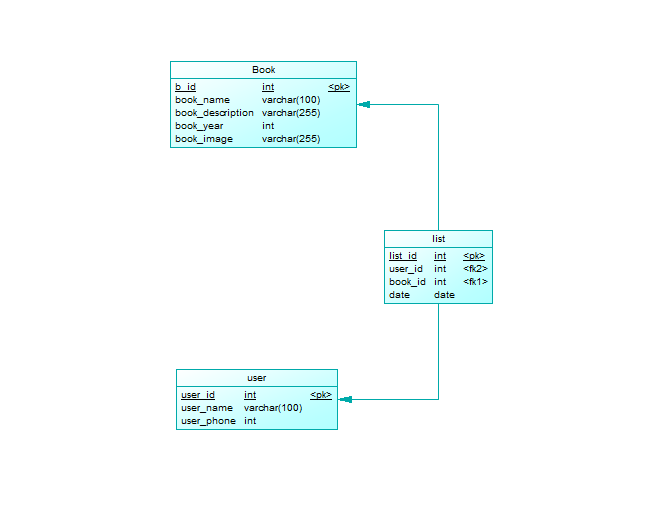 Book
b_id int <pk>
book_name varchar(100)
book_description varchar(255)
book_year int
book_image varchar(255)
list
list_id int <pk>
user_id int <fk2>
book_id int <fk1>
date date
user
user_id int <pk>
user_name varchar(100)
user_phone int